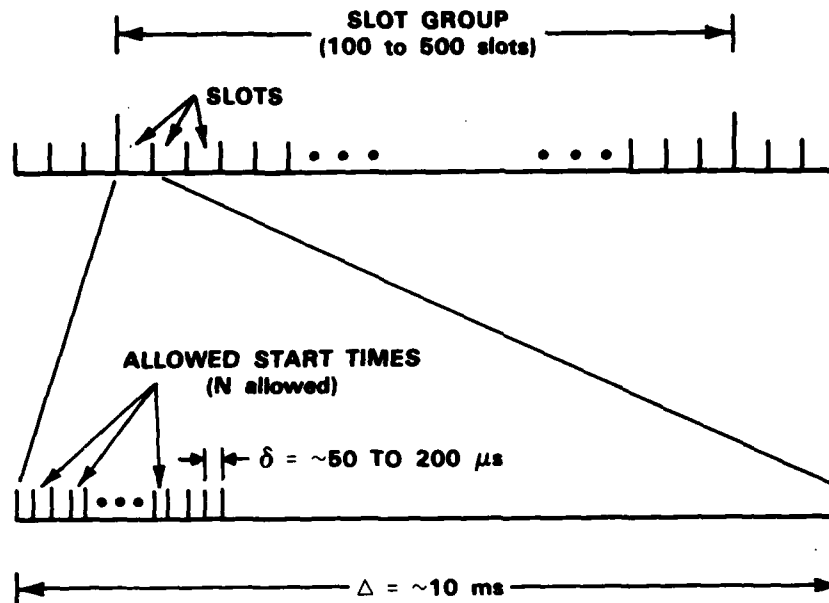 SLOT GROUP
(100 to 500 slots)
SLOTS
ALLOWED START TIMES
(N allowed)
δ = ~50 TO 200 μs
Δ = ~10 ms